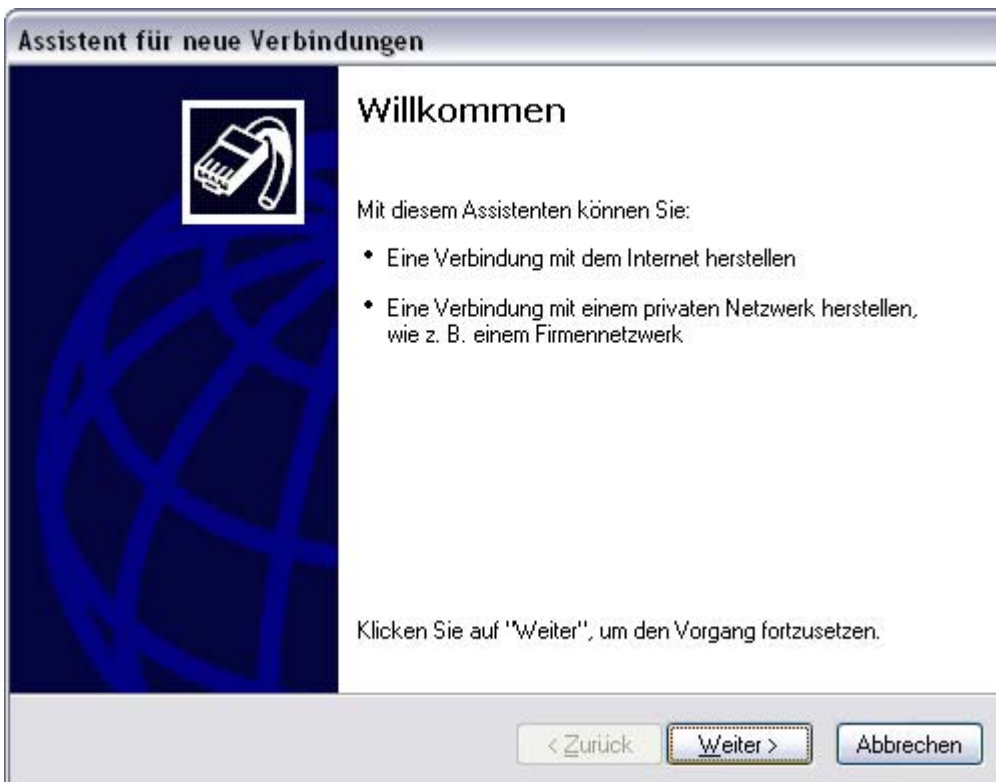 Assistent für neue Verbindungen
Willkommen
Mit diesem Assistenten können Sie:
• Eine Verbindung mit dem Internet herstellen
• Eine Verbindung mit einem privaten Netzwerk herstellen,
wie z. B. einem Firmennetzwerk
Klicken Sie auf "Weiter", um den Vorgang fortzusetzen.
< Zurück Weiter > Abbrechen